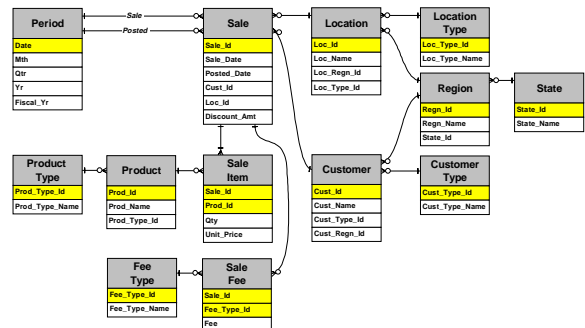 Period
Date
Mth
Qtr
Yr
Fiscal_Yr
Sale
Posted
Sale
Sale_Id
Sale_Date
Posted_Date
Cust_Id
Loc_Id
Discount_Amt
Location
Loc_Id
Loc_Name
Loc_Regn_Id
Loc_Type_Id
Location
Type
Loc_Type_Id
Loc_Type_Name
Region
Regn_Id
Regn_Name
State_Id
State
State_Id
State_Name
Product
Type
Prod_Type_Id
Prod_Type_Name
Product
Prod_Id
Prod_Name
Prod_Type_Id
Sale
Item
Sale_Id
Prod_Id
Qty
Unit_Price
Customer
Cust_Id
Cust_Name
Cust_Type_Id
Cust_Regn_Id
Customer
Type
Cust_Type_Id
Cust_Type_Name
Fee
Type
Fee_Type_Id
Fee_Type_Name
Sale
Fee
Sale_Id
Fee_Type_Id
Fee